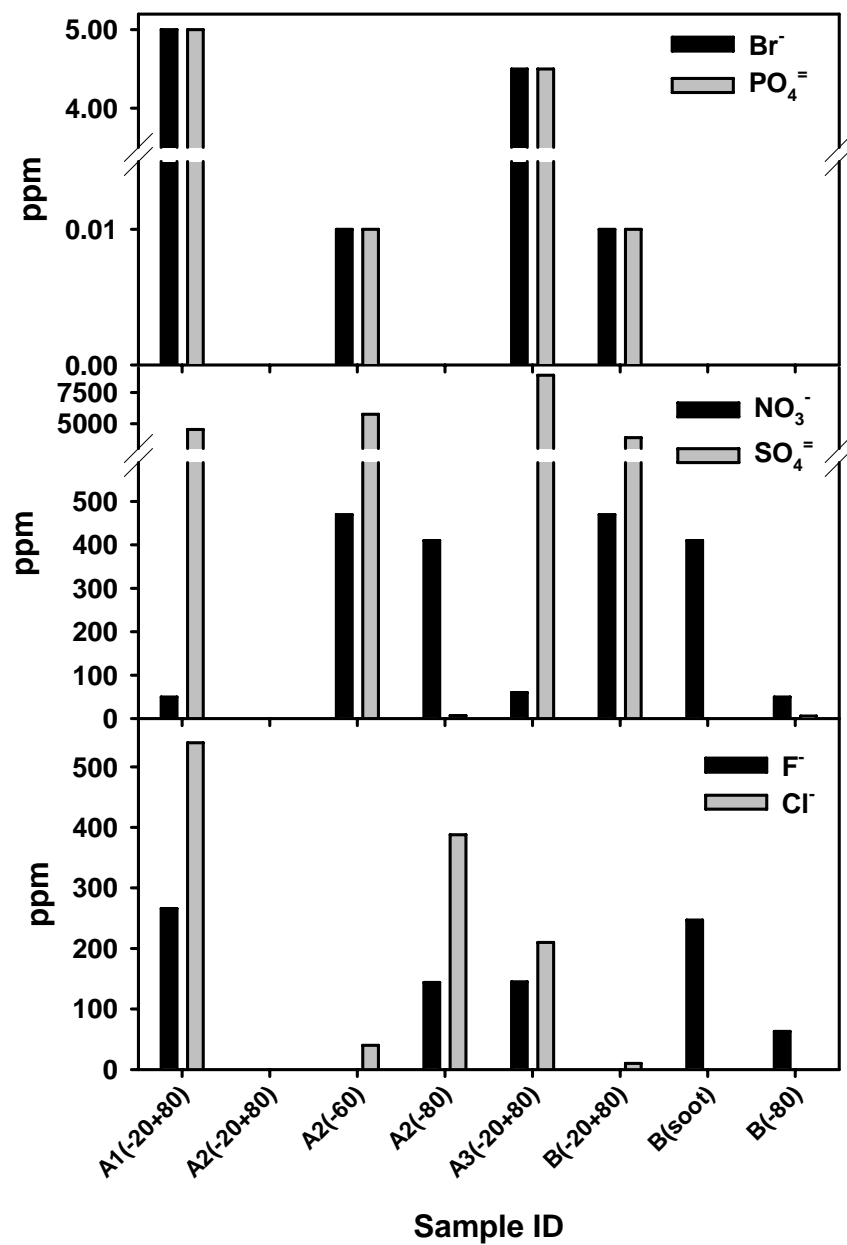 5.00
Br⁻
PO₄⁼
4.00
ppm
0.01
0.00
7500
NO₃⁻
5000
SO₄⁼
ppm
500
400
300
200
100
0
500
F⁻
Cl⁻
400
ppm
300
200
100
0
A1(-20+80)
A2(-20+80)
A2(-60)
A2(-80)
A3(-20+80)
B(-20+80)
B(soot)
B(-80)
Sample ID